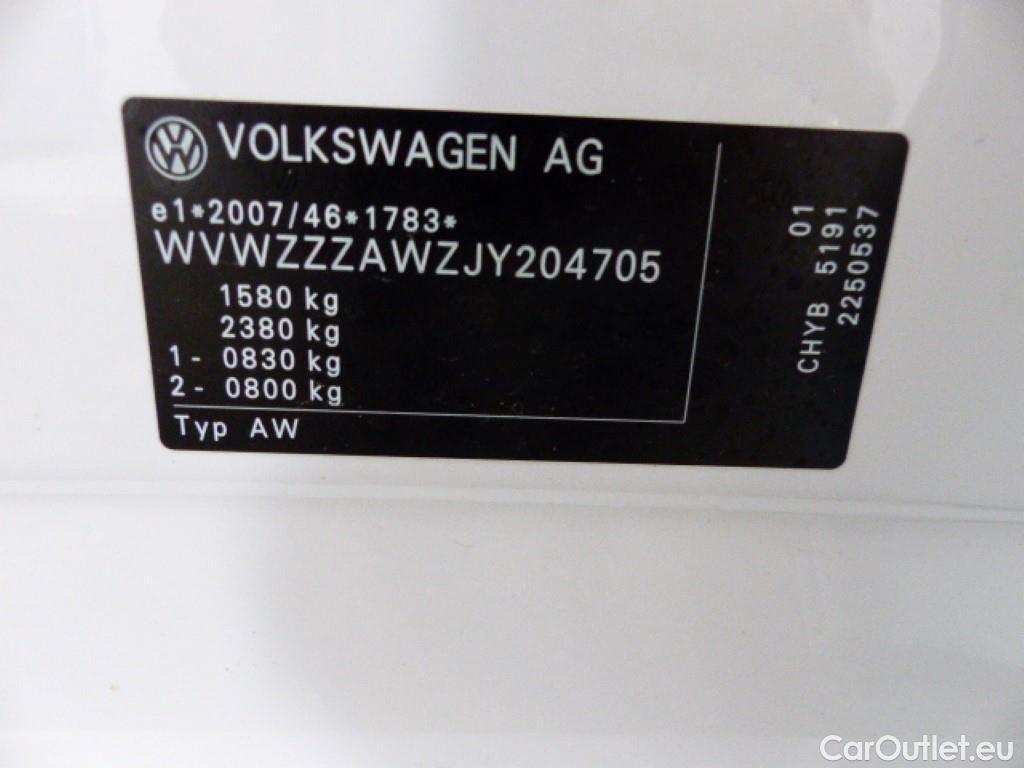 VOLKSWAGEN AG
e1*2007/46*1783*
WVWZZZAWZJY204705
1580 kg
2380 kg
1- 0830 kg
2- 0800 kg
Typ AW
01
CHYB 5191
2250537
CarOutlet.eu